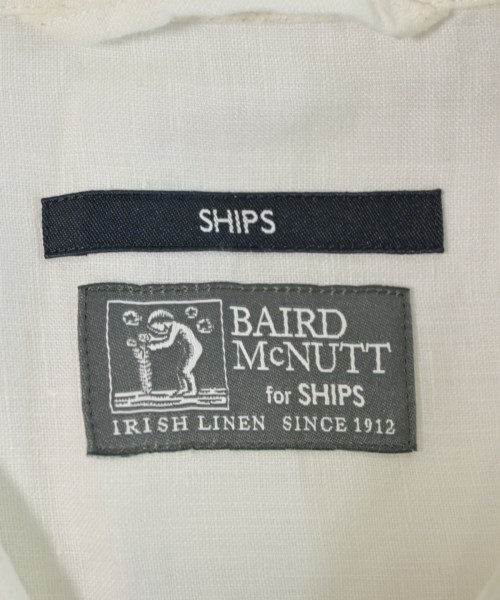 SHIPS
BAIRD
McNUTT
for SHIPS
IRISH LINEN SINCE 1912